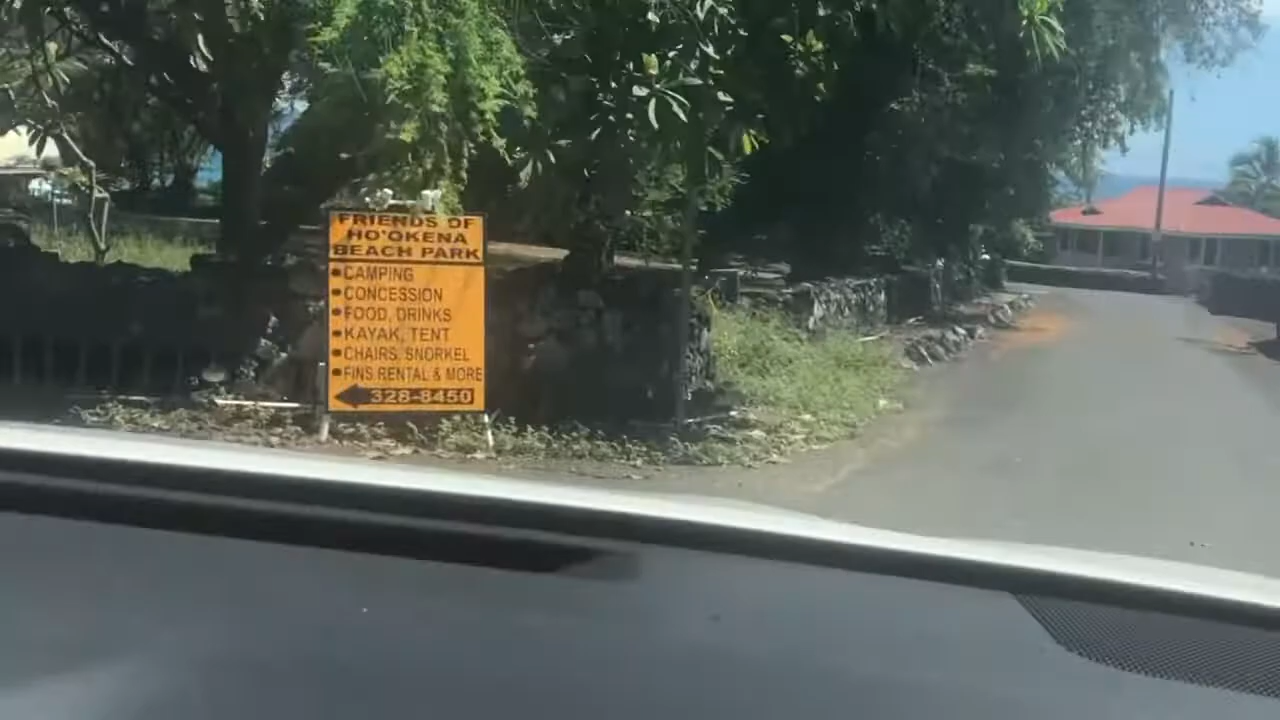 FRIENDS OF
HO'OKENA
BEACH PARK
• CAMPING
• CONCESSION
• FOOD, DRINKS
• KAYAK, TENT
• CHAIRS, SNORKEL
• FINS RENTAL & MORE
328-8450